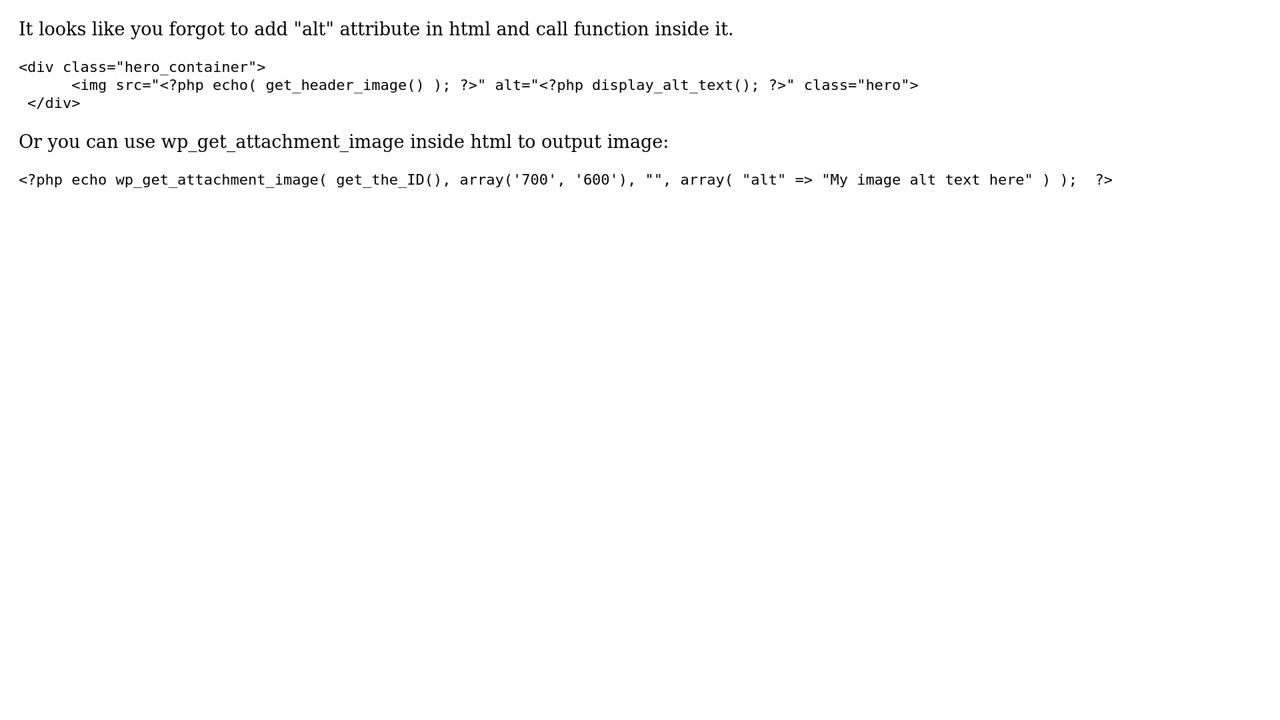 It looks like you forgot to add "alt" attribute in html and call function inside it.
<div class="hero_container">
      <img src="<?php echo( get_header_image() ); ?>" alt="<?php display_alt_text(); ?>" class="hero">
 </div>
Or you can use wp_get_attachment_image inside html to output image:
<?php echo wp_get_attachment_image( get_the_ID(), array('700', '600'), "", array( "alt" => "My image alt text here" ) );  ?>